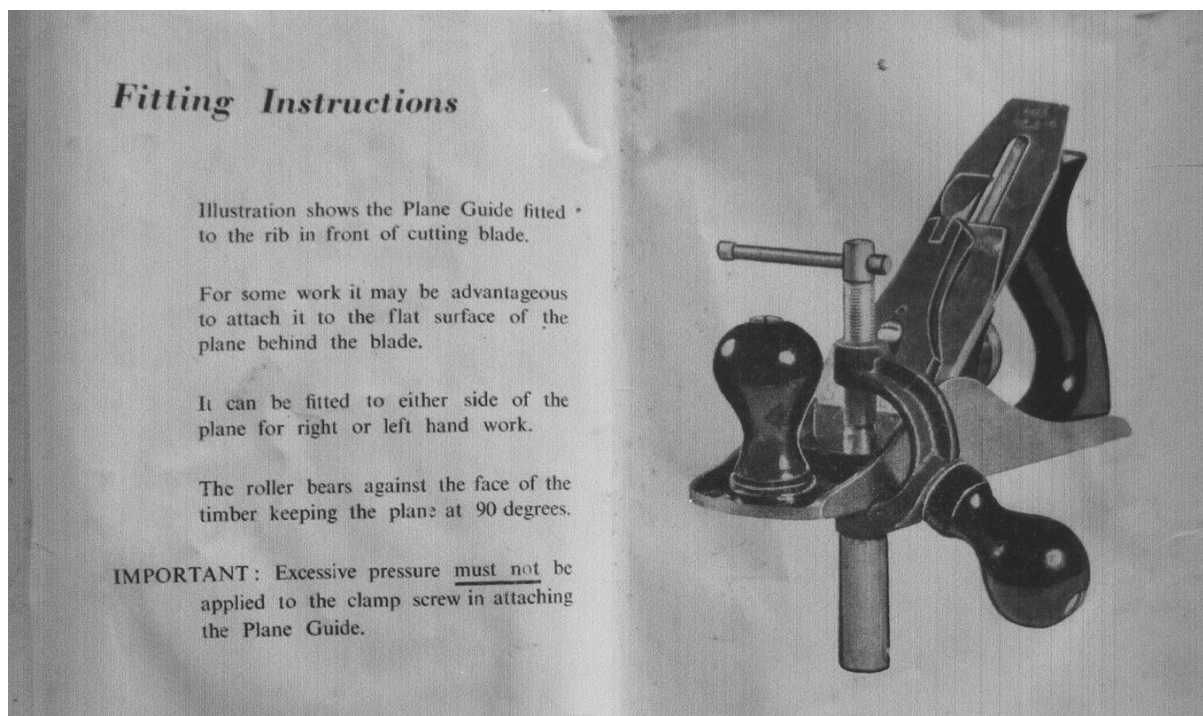 Fitting Instructions
Illustration shows the Plane Guide fitted
to the rib in front of cutting blade.
For some work it may be advantageous
to attach it to the flat surface of the
plane behind the blade.
It can be fitted to either side of the
plane for right or left hand work.
The roller bears against the face of the
timber keeping the plane at 90 degrees.
IMPORTANT: Excessive pressure must not be
applied to the clamp screw in attaching
the Plane Guide.